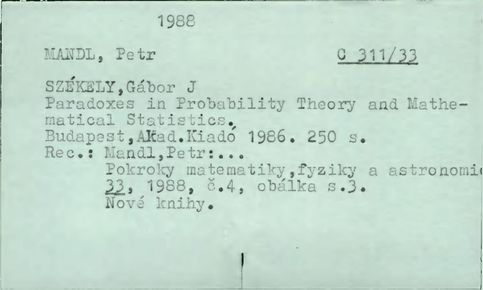 1988
MANDL, Petr C 311/33
SZÉKELY,Gábor J
Paradoxes in Probability Theory and Mathe-
matical Statistics.
Budapest,Akad.Kiadó 1986. 250 s.
Rec.: Mandl,Petr:...
Pokroky matematiky,fyziky a astronomie
33, 1988, č.4, obálka s.3.
Nové knihy.